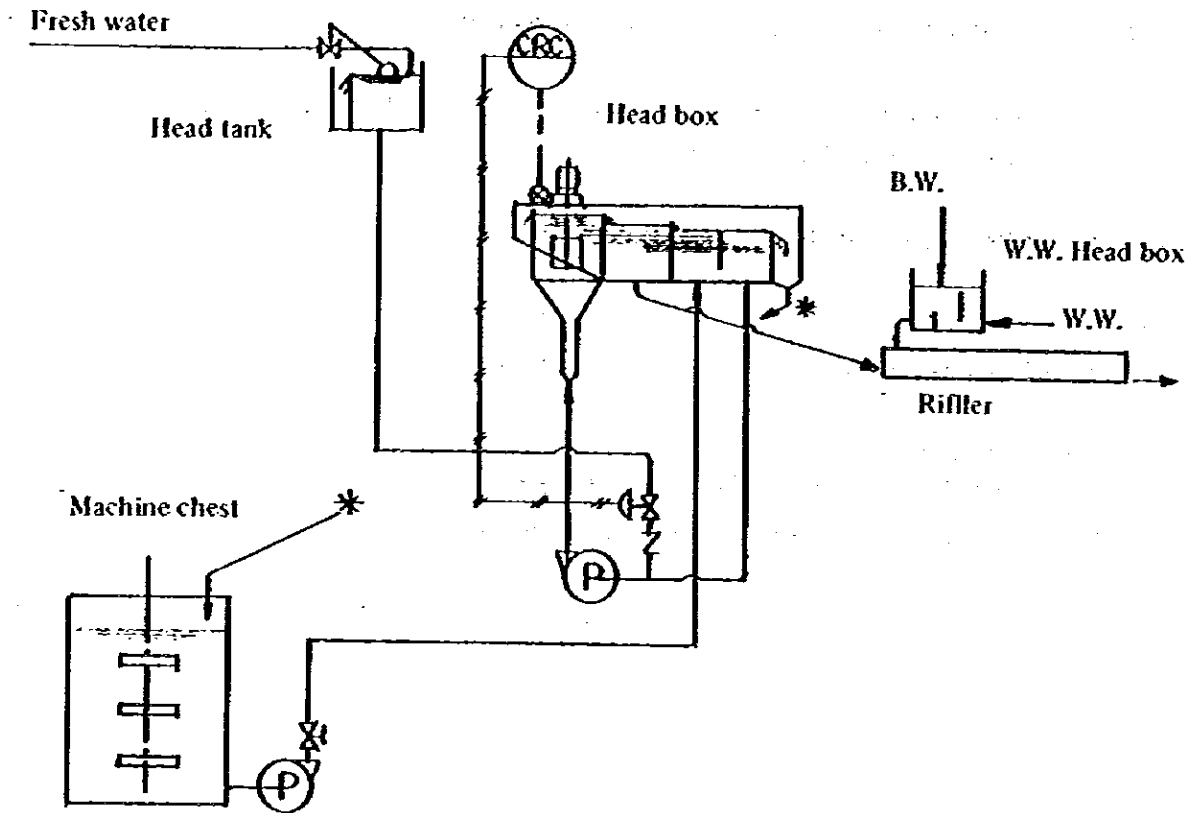 Fresh water
CRC
Head tank
Head box
B.W.
W.W. Head box
W.W.
Rifller
Machine chest
*
*
P
P